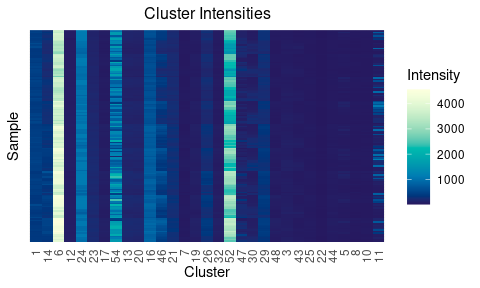 Cluster Intensities
Sample
1 14 6 12 24 23 17 54 13 20 16 46 21 7 19 26 32 52 47 30 29 48 3 43 25 22 44 5 8 10 11
Cluster
Intensity
4000
3000
2000
1000